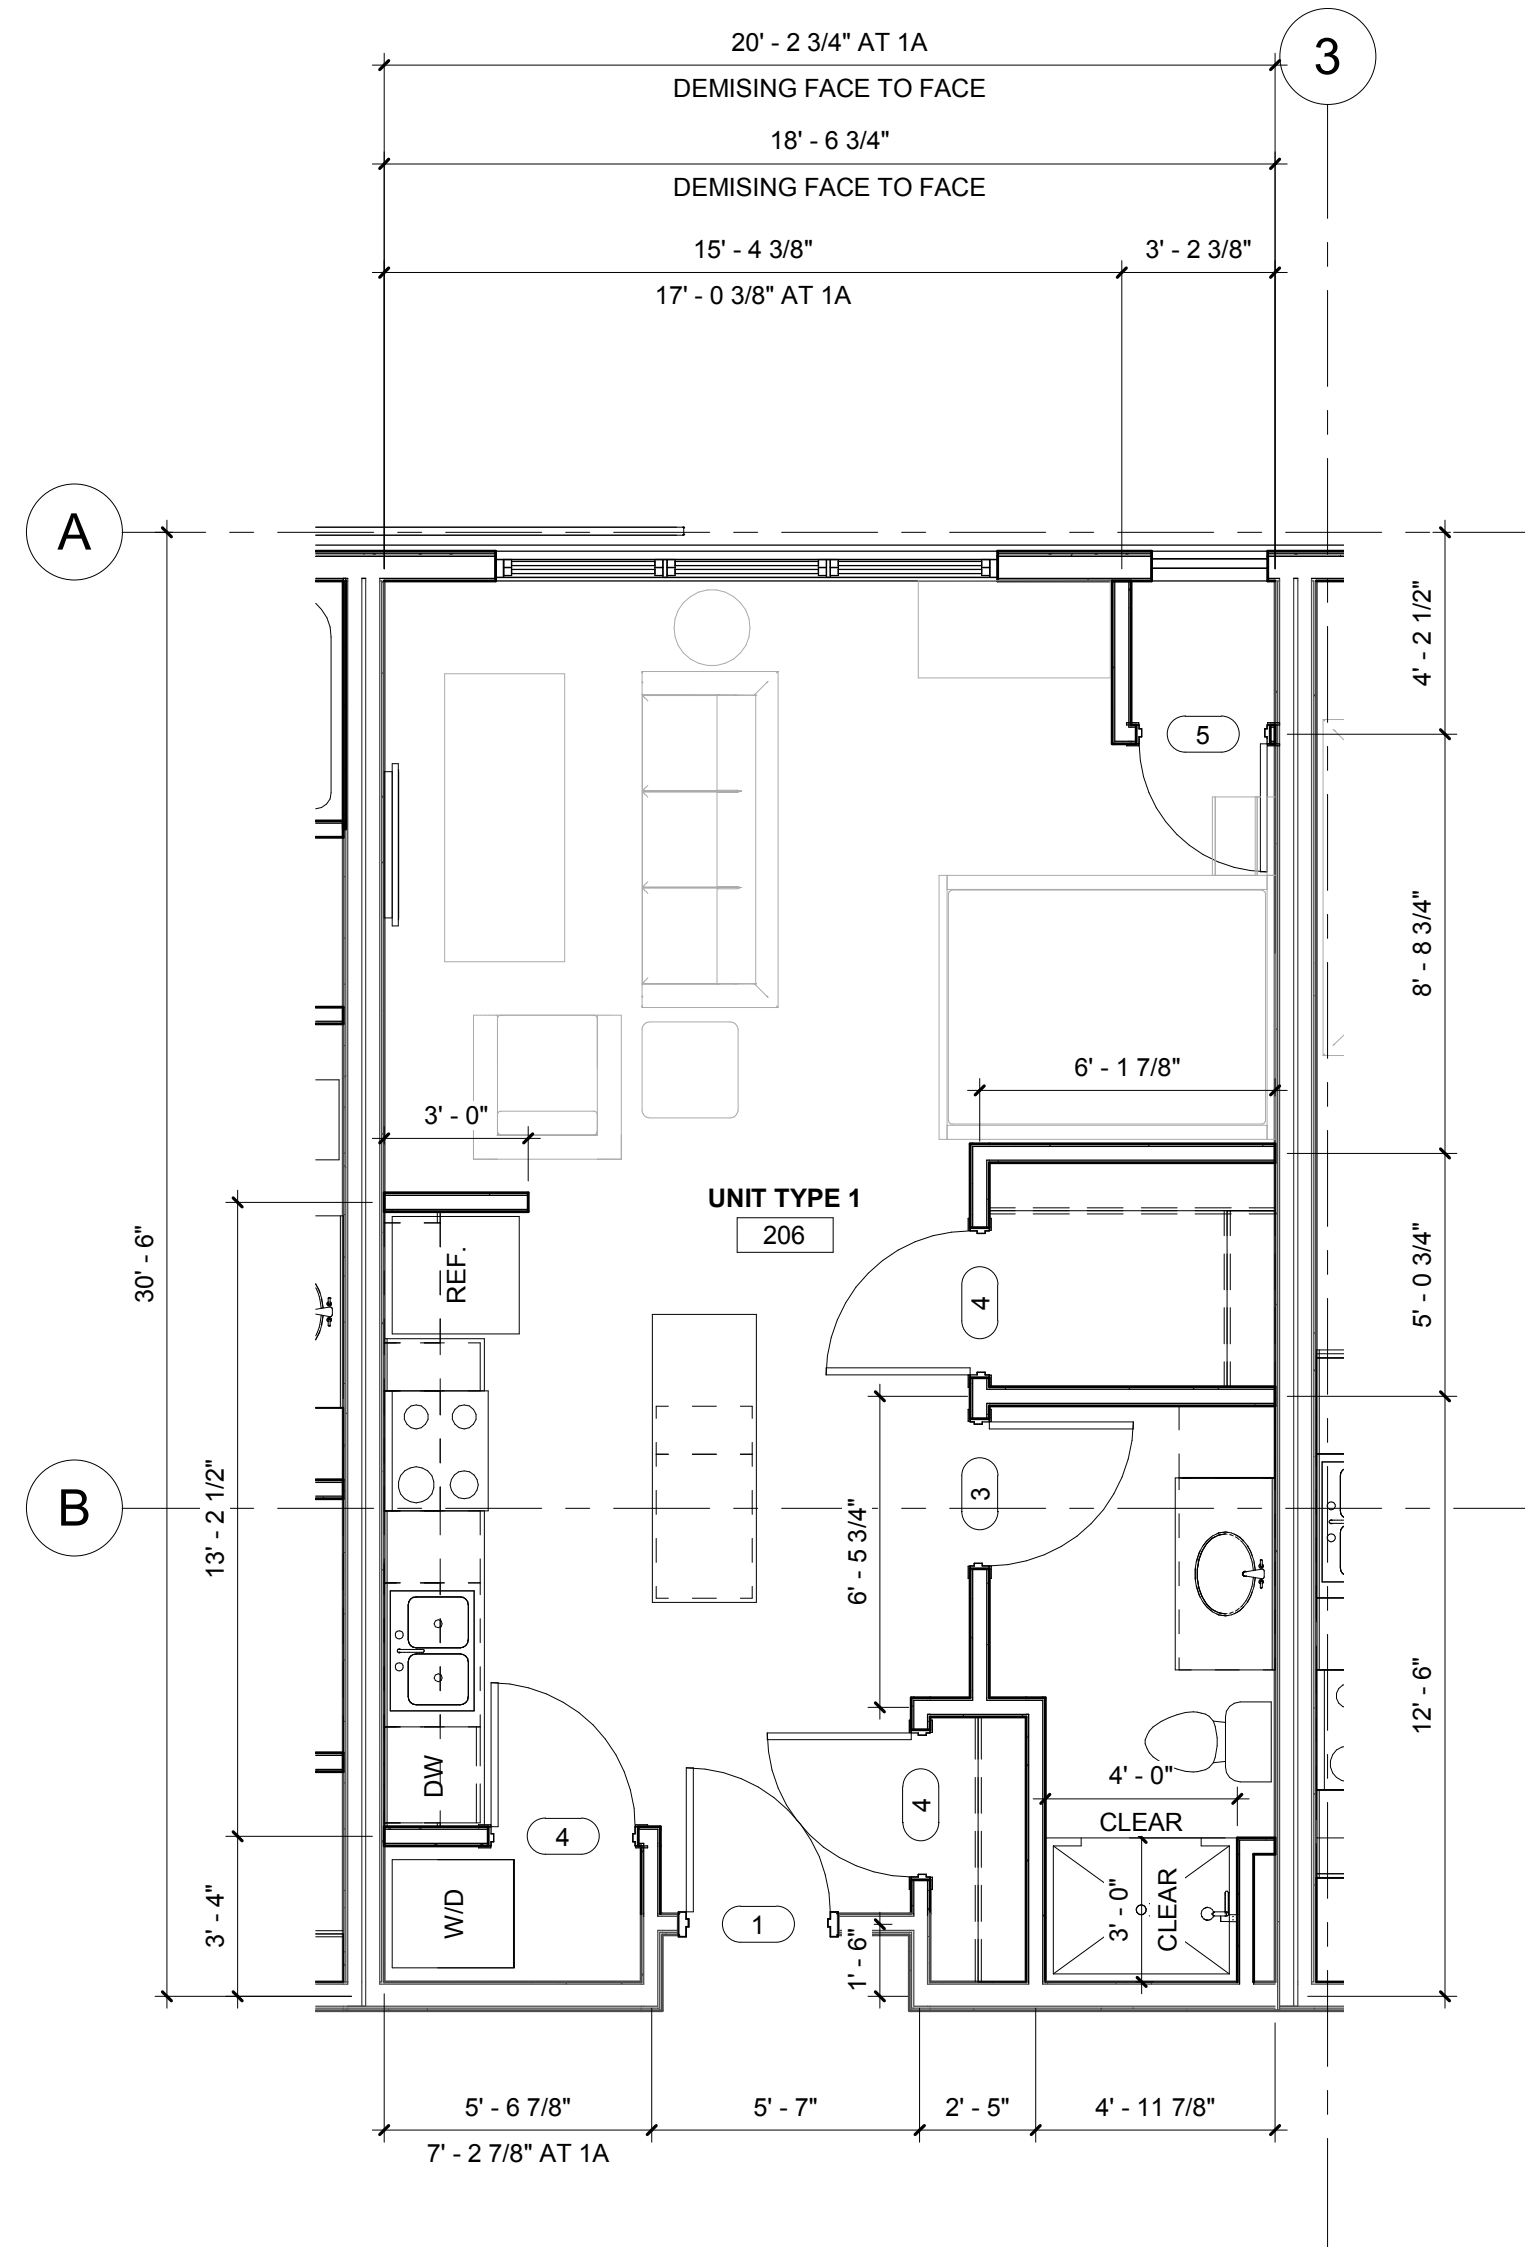 20' - 2 3/4" AT 1A
3
DEMISING FACE TO FACE
18' - 6 3/4"
DEMISING FACE TO FACE
15' - 4 3/8"
3' - 2 3/8"
17' - 0 3/8" AT 1A
A
4' - 2 1/2"
5
8' - 8 3/4"
6' - 1 7/8"
3' - 0"
UNIT TYPE 1
206
30' - 6"
REF.
4
5' - 0 3/4"
B
13' - 2 1/2"
3
6' - 5 3/4"
12' - 6"
DW
4
4
4' - 0"
CLEAR
3' - 4"
W/D
1
1' - 6"
3' - 0"
CLEAR
5' - 6 7/8"
5' - 7"
2' - 5"
4' - 11 7/8"
7' - 2 7/8" AT 1A